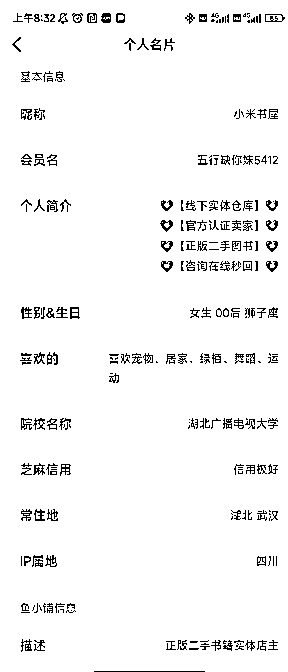 上午8:32
个人名片
基本信息
昵称 小米书屋
会员名 五行缺你妹5412
个人简介 【线下实体仓库】
【官方认证卖家】
【正版二手图书】
【咨询在线秒回】
性别&生日 女生 00后 狮子座
喜欢的 喜欢宠物、居家、绿植、舞蹈、运
动
院校名称 湖北广播电视大学
芝麻信用 信用极好
常住地 湖北 武汉
IP属地 四川
鱼小铺信息
描述 正版二手书籍实体店主